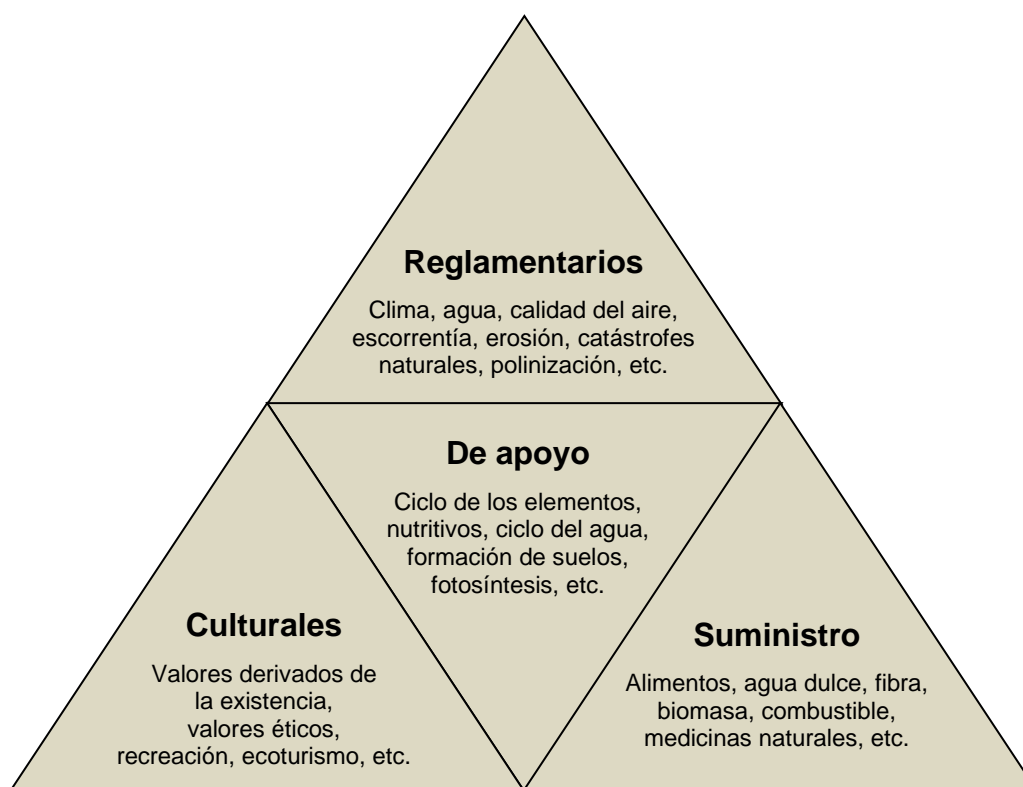 Reglamentarios
Clima, agua, calidad del aire,
escorrentía, erosión, catástrofes
naturales, polinización, etc.
De apoyo
Ciclo de los elementos,
nutritivos, ciclo del agua,
formación de suelos,
fotosíntesis, etc.
Culturales
Valores derivados de
la existencia,
valores éticos,
recreación, ecoturismo, etc.
Suministro
Alimentos, agua dulce, fibra,
biomasa, combustible,
medicinas naturales, etc.